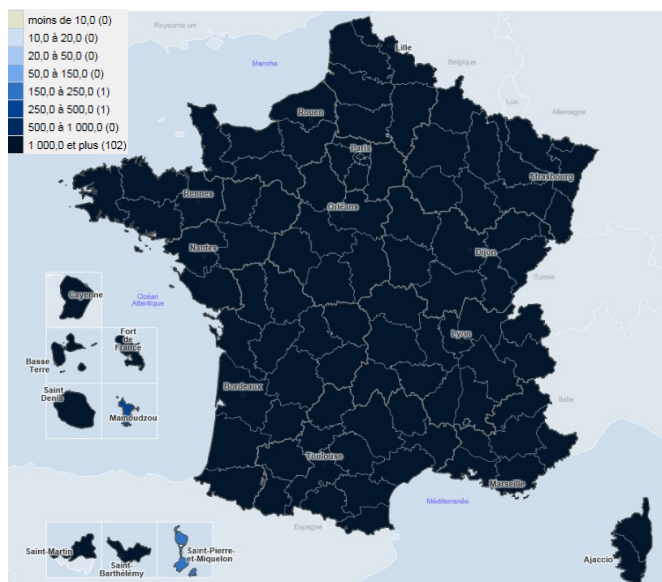 moins de 10,0 (0)
10,0 à 20,0 (0)
20,0 à 50,0 (0)
50,0 à 150,0 (0)
150,0 à 250,0 (1)
250,0 à 500,0 (1)
500,0 à 1 000,0 (0)
1 000,0 et plus (102)
Royaume uni
Manche
Lille
Belgique
Lux.
Allemagne
Rouen
Paris
Strasbourg
Rennes
Orléans
Nantes
Dijon
Suisse
Océan
Atlantique
Cayenne
Fort
de
France
Basse
Terre
Lyon
Saint
Denis
Mamoudzou
Bordeaux
Italie
Toulouse
Marseille
Méditerranée
Espagne
Saint-Martin
Saint-
Barthélémy
Saint-Pierre-
et-Miquelon
Ajaccio